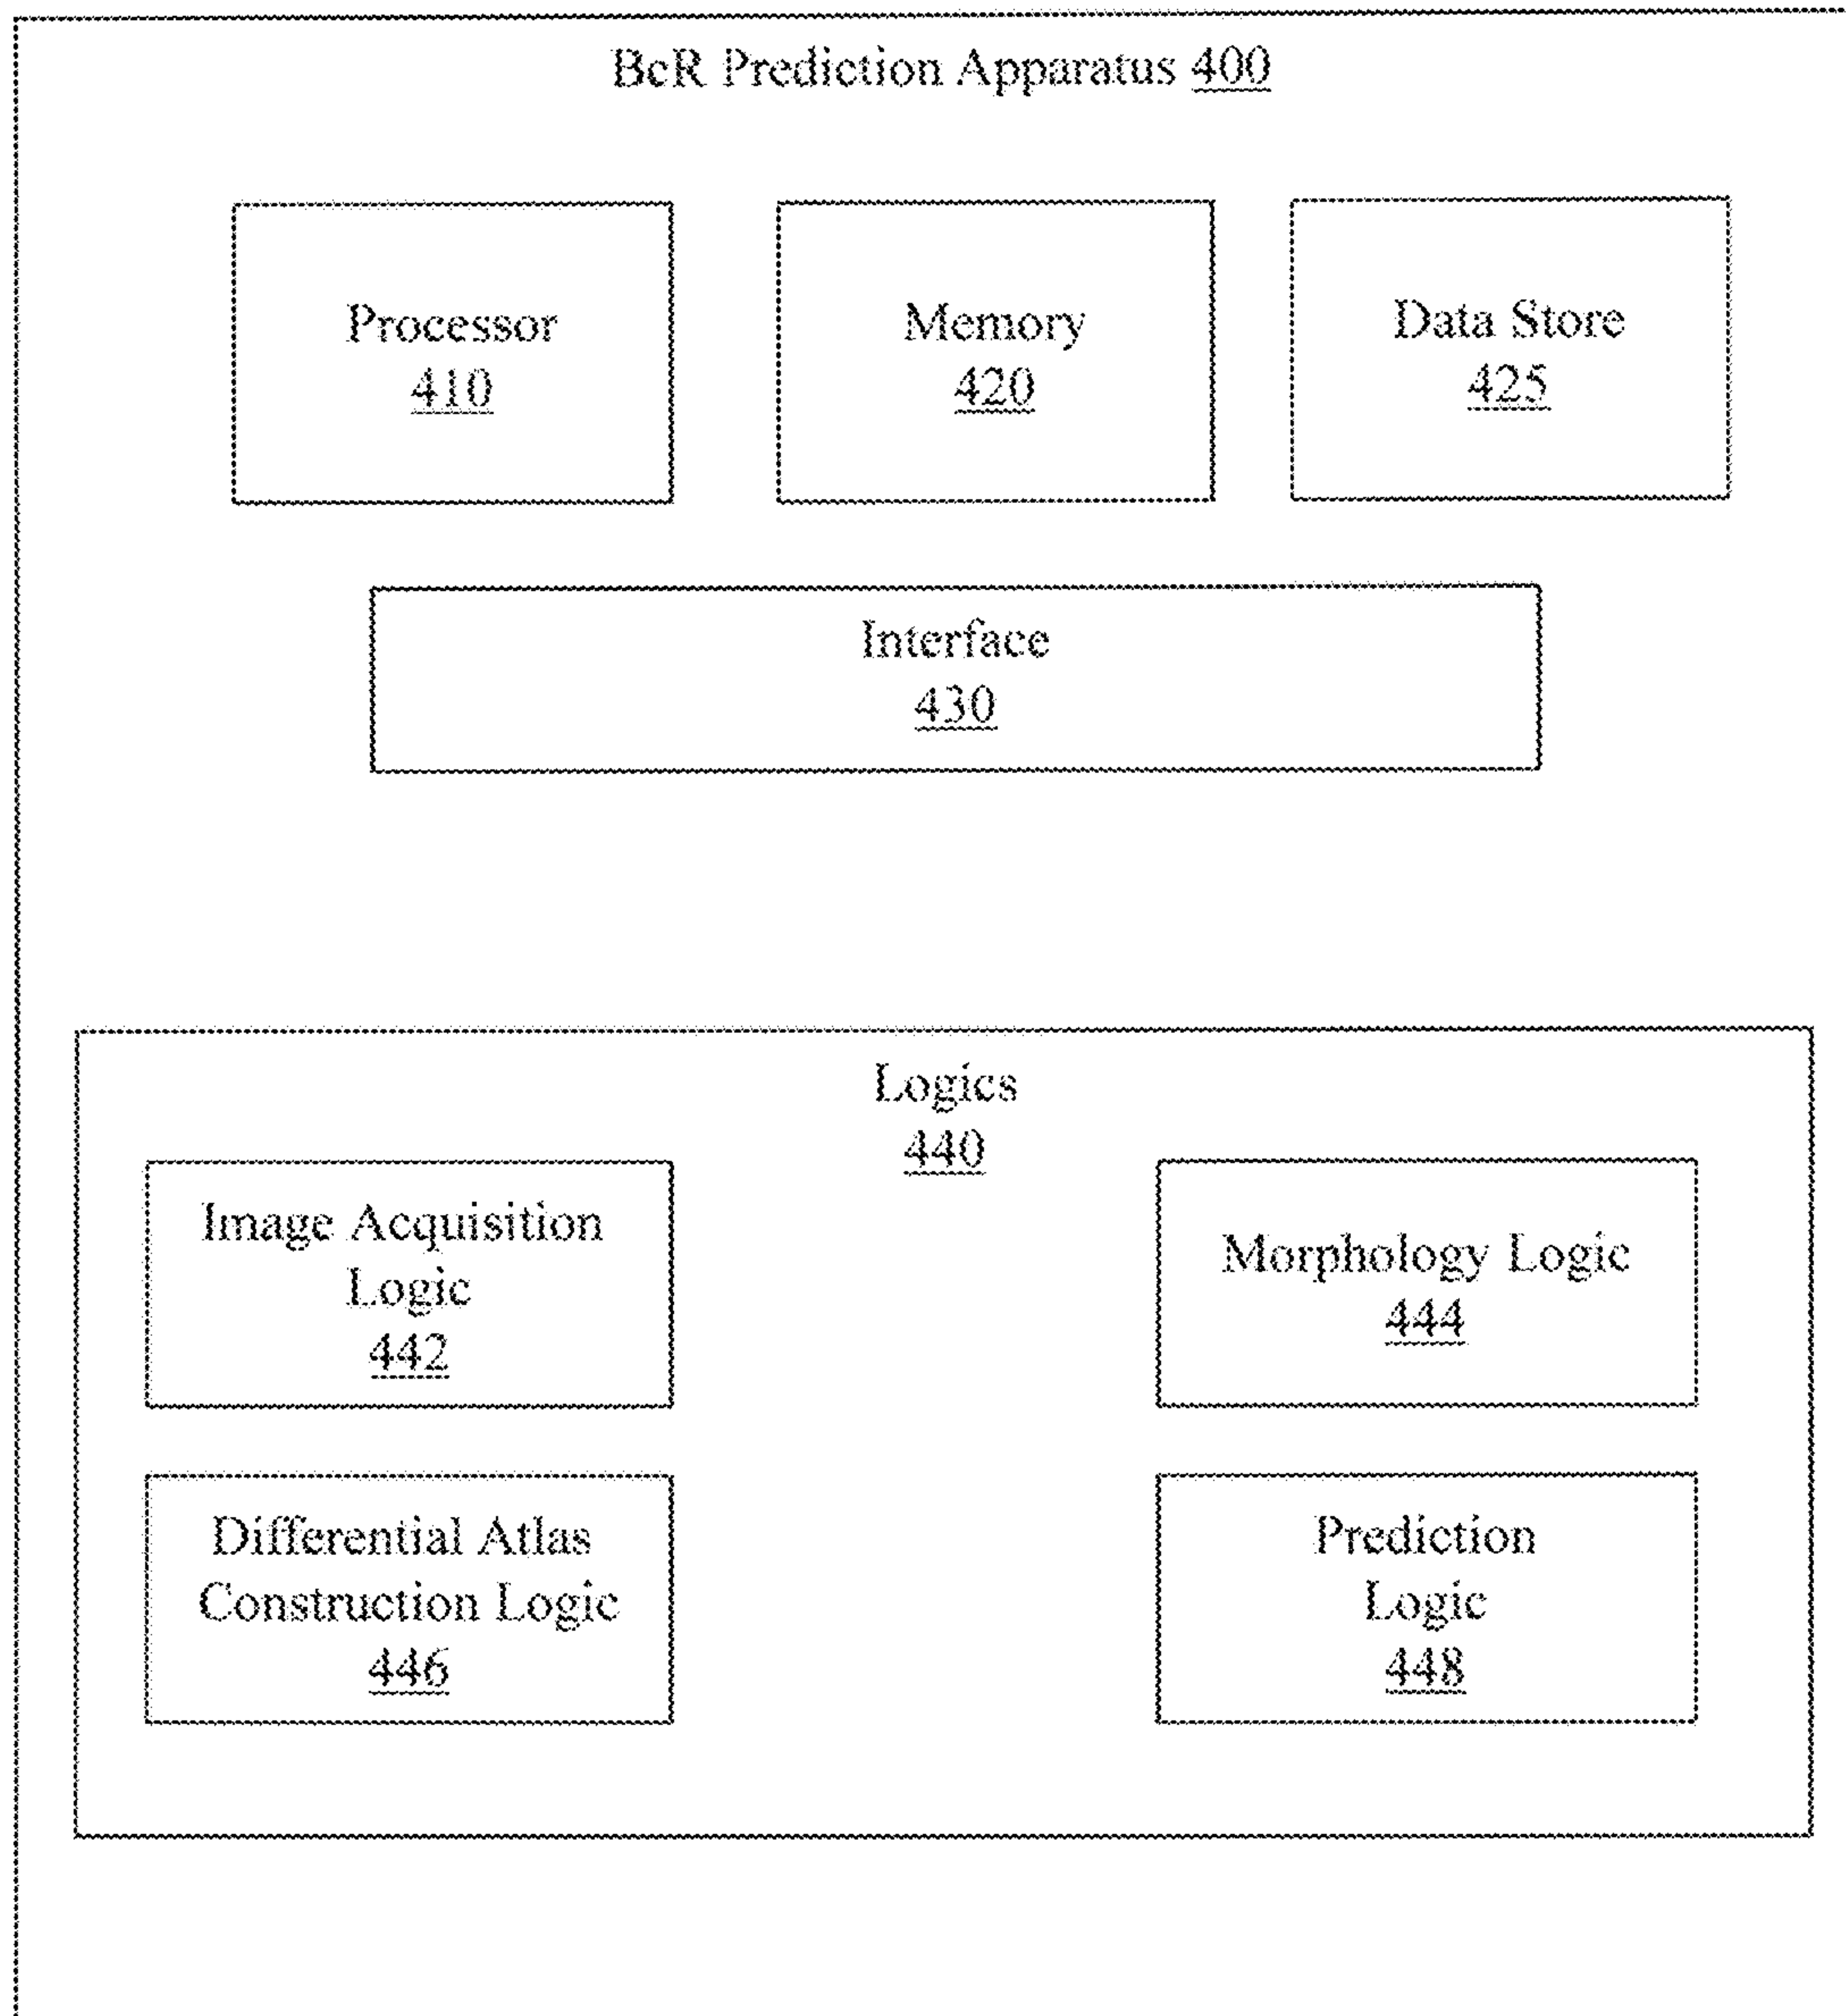 BcR Prediction Apparatus 400
Processor
410
Memory
420
Data Store
425
Interface
430
Logics
440
Image Acquisition
Logic
442
Morphology Logic
444
Differential Atlas
Construction Logic
446
Prediction
Logic
448